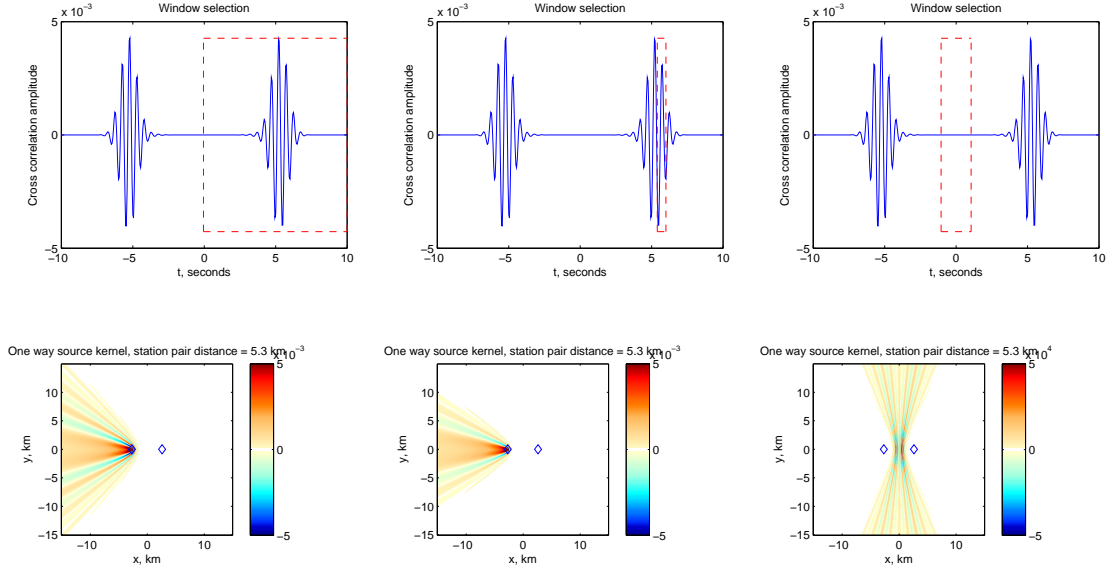 Window selection Window selection Window selection
x 10⁻³ x 10⁻³ x 10⁻³
5 5 5
Cross correlation amplitude Cross correlation amplitude Cross correlation amplitude
0 0 0
−5 −5 −5
−10 −5 0 5 10 −10 −5 0 5 10 −10 −5 0 5 10
t, seconds t, seconds t, seconds
One way source kernel, station pair distance = 5.3 km x 10⁻³ One way source kernel, station pair distance = 5.3 km x 10⁻³ One way source kernel, station pair distance = 5.3 km x 10⁴
15 5 15 5 15 5
10 10 10
5 5 5
y, km 0 0 y, km 0 0 y, km 0 0
−5 −5 −5
−10 −10 −10
−15 −5 −15 −5 −15 −5
−10 0 10 −10 0 10 −10 0 10
x, km x, km x, km